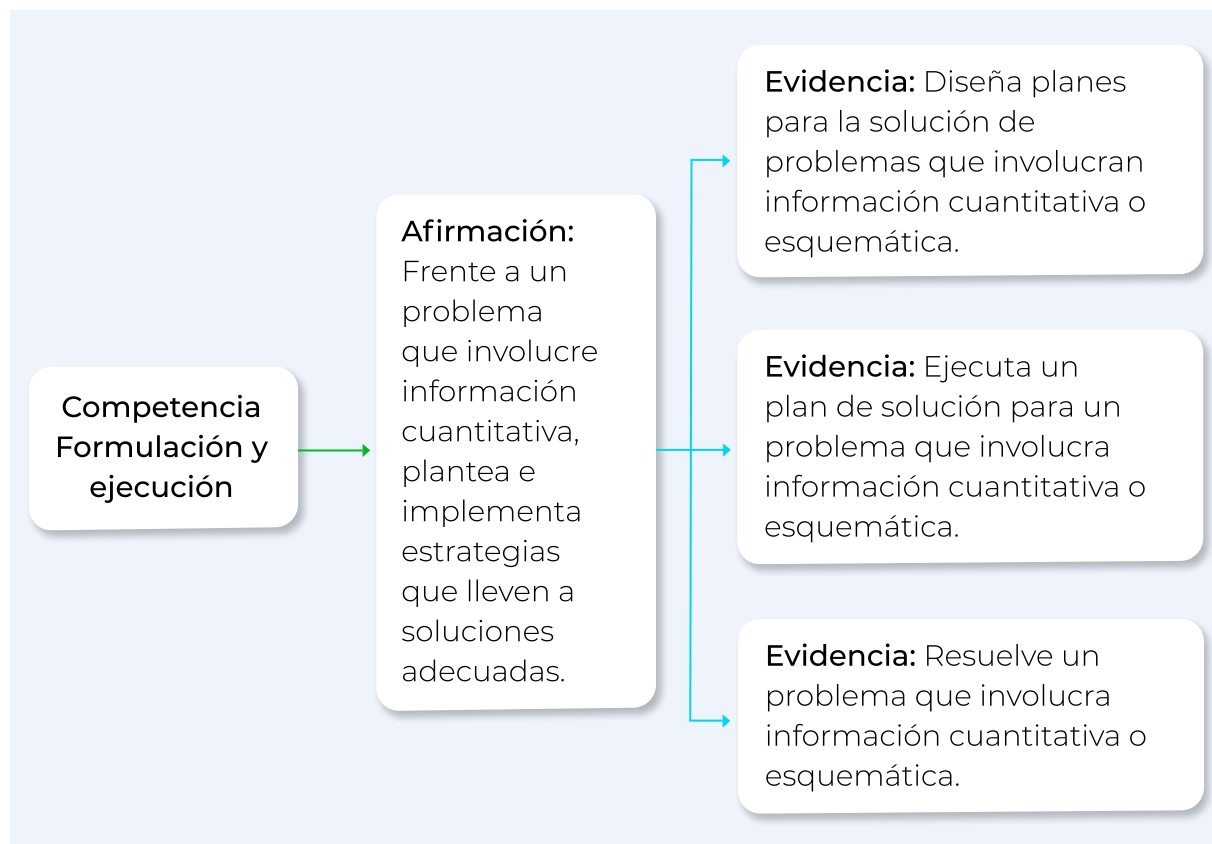 Competencia
Formulación y
ejecución
Afirmación:
Frente a un
problema
que involucre
información
cuantitativa,
plantea e
implementa
estrategias
que lleven a
soluciones
adecuadas.
Evidencia: Diseña planes
para la solución de
problemas que involucran
información cuantitativa o
esquemática.
Evidencia: Ejecuta un
plan de solución para un
problema que involucra
información cuantitativa o
esquemática.
Evidencia: Resuelve un
problema que involucra
información cuantitativa o
esquemática.